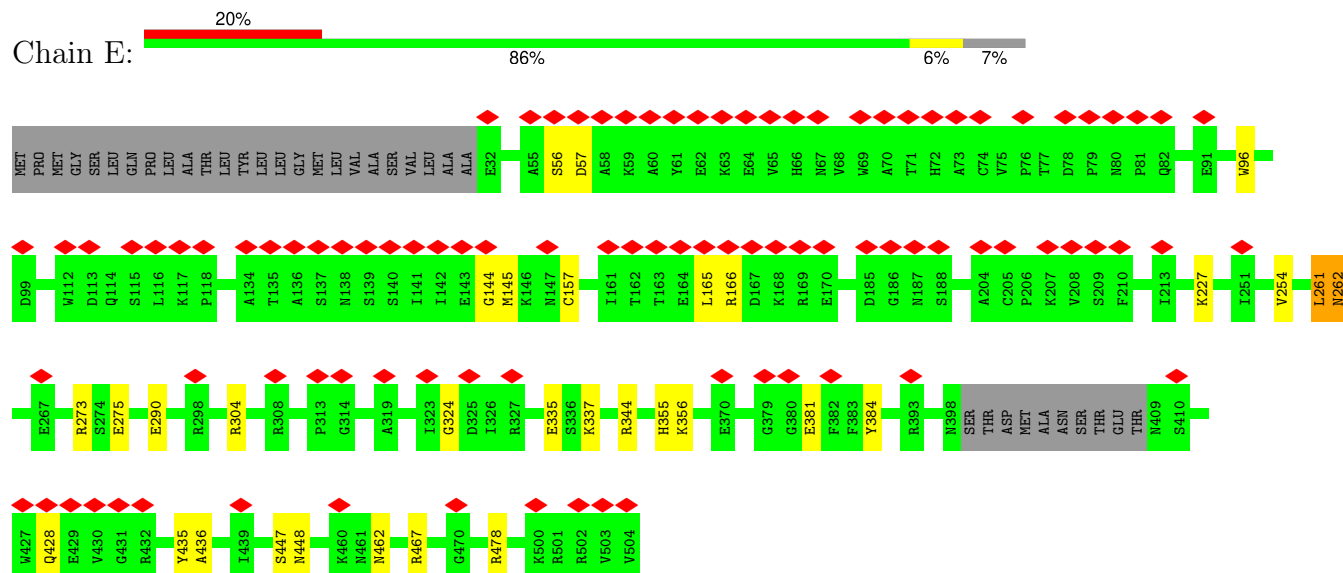 20%
Chain E:
86% 6% 7%
MET PRO MET GLY SER LEU GLN PRO LEU ALA THR LEU TYR LEU LEU GLY MET LEU VAL ALA SER VAL LEU ALA ALA E32 A55 S56 D57 A58 K59 A60 Y61 E62 K63 E64 V65 H66 N67 V68 W69 A70 T71 H72 A73 C74 V75 P76 T77 D78 P79 N80 P81 Q82 E91 W96
D99 W112 D113 Q114 S115 L116 K117 P118 A134 T135 A136 S137 N138 S139 S140 I141 I142 E143 G144 M145 K146 N147 C157 I161 T162 T163 E164 L165 R166 D167 K168 R169 E170 D185 G186 N187 S188 A204 C205 P206 K207 V208 S209 F210 I213 K227 I251 V254 L261 N262
E267 R273 S274 E275 E290 R298 R304 R308 P313 G314 A319 I323 G324 D325 I326 R327 E335 S336 K337 R344 H355 K356 E370 G379 G380 E381 F382 F383 Y384 R393 N398 SER THR ASP MET ALA ASN SER THR GLU THR N409 S410
W427 Q428 E429 V430 G431 R432 Y435 A436 I439 S447 N448 K460 N461 N462 R467 G470 R478 K500 R501 R502 V503 V504